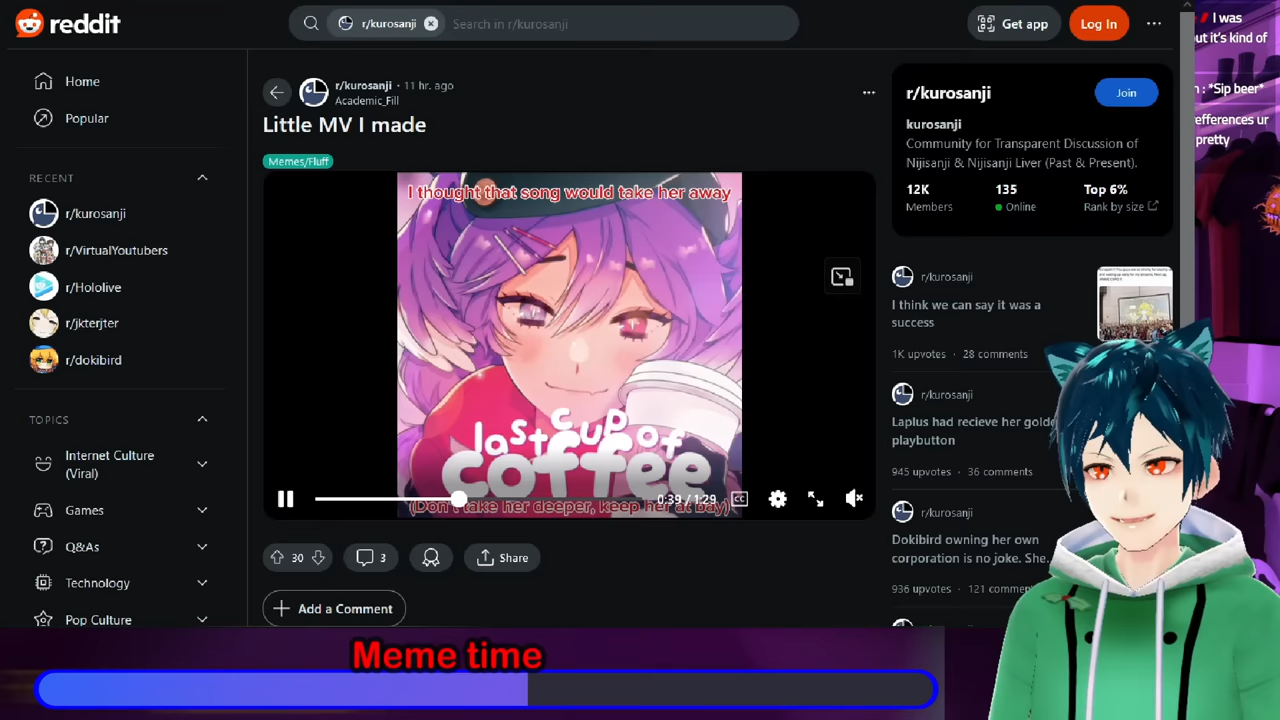 reddit
r/kurosanji
Search in r/kurosanji
Get app
Log In
I was
ut it's kind of
: *Sip beer*
efferences ur
pretty
Home
Popular
RECENT
r/kurosanji
r/VirtualYoutubers
r/Hololive
r/jkterjter
r/dokibird
TOPICS
Internet Culture
(Viral)
Games
Q&As
Technology
Pop Culture
r/kurosanji • 11 hr. ago
Academic_Fill
Little MV I made
Memes/Fluff
I thought that song would take her away
last cup of
coffee
(Don't take her deeper, keep her at bay)
0:39 / 1:29
CC
30
3
Share
Add a Comment
r/kurosanji
Join
kurosanji
Community for Transparent Discussion of
Nijisanji & Nijisanji Liver (Past & Present).
12K
Members
135
Online
Top 6%
Rank by size
r/kurosanji
I think we can say it was a
success
1K upvotes • 28 comments
r/kurosanji
Laplus had recieve her golde
playbutton
945 upvotes • 36 comments
r/kurosanji
Dokibird owning her own
corporation is no joke. She
936 upvotes • 121 commen
Meme time